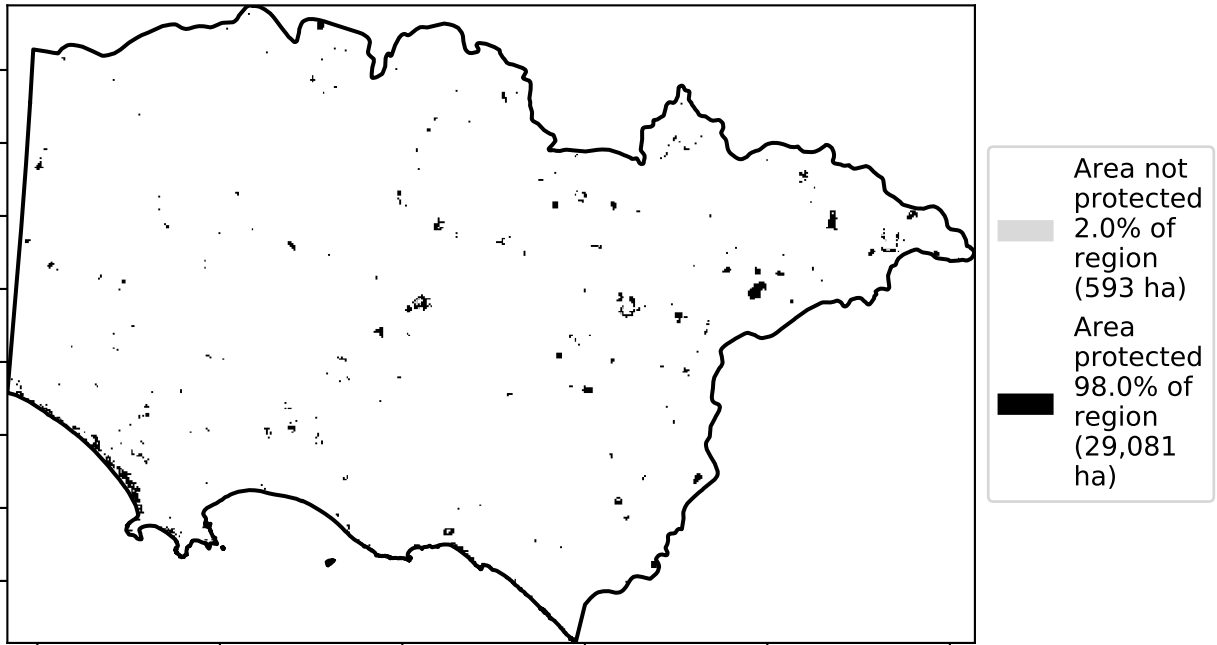 Area not
protected
2.0% of
region
(593 ha)
Area
protected
98.0% of
region
(29,081
ha)